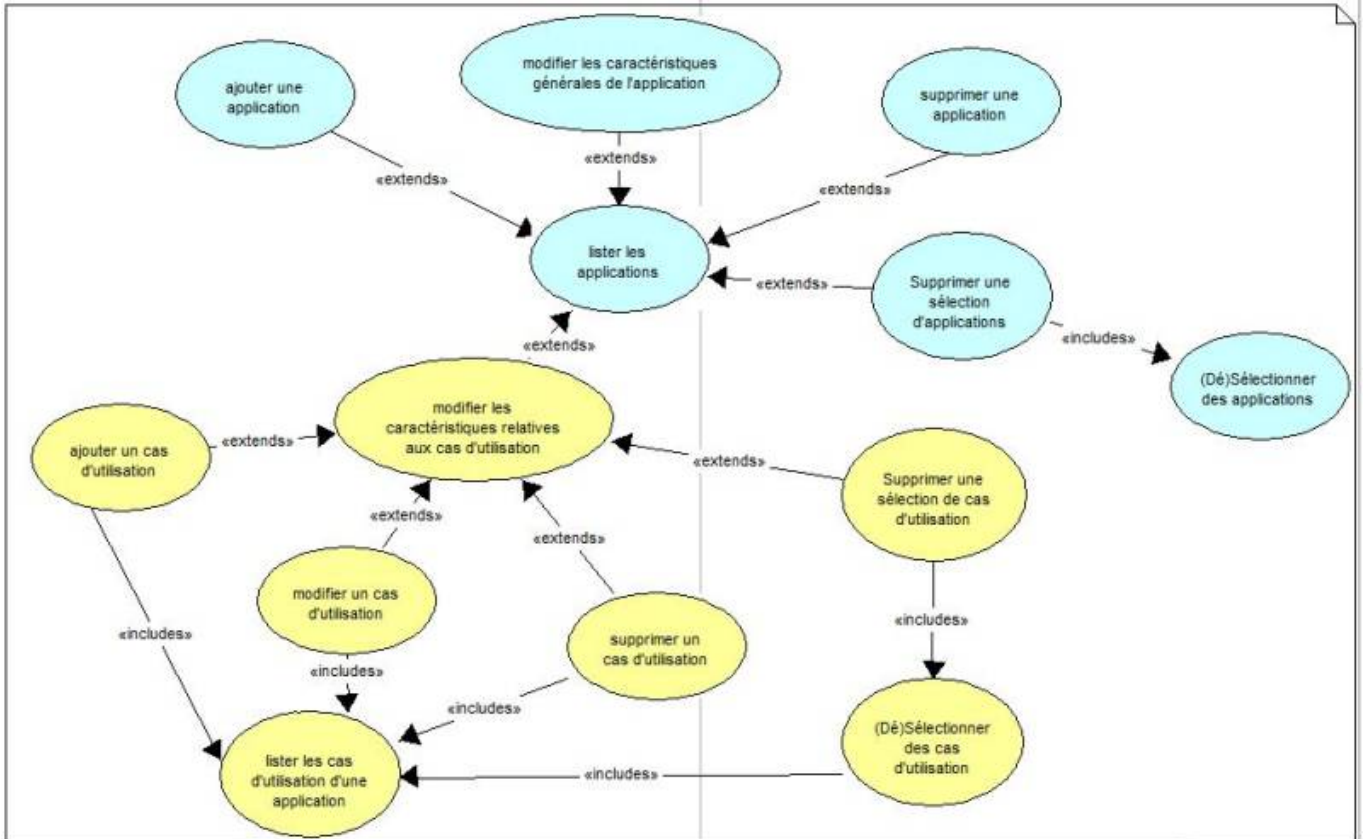 modifier les caractéristiques
générales de l'application
ajouter une
application
supprimer une
application
«extends»
«extends»
«extends»
lister les
applications
Supprimer une
sélection
d'applications
«extends»
«includes»
«extends»
(Dé)Sélectionner
des applications
modifier les
caractéristiques relatives
aux cas d'utilisation
ajouter un cas
d'utilisation
«extends»
«extends»
Supprimer une
sélection de cas
d'utilisation
«extends»
«extends»
modifier un cas
d'utilisation
«includes»
«includes»
supprimer un
cas d'utilisation
«includes»
«includes»
(Dé)Sélectionner
des cas
d'utilisation
lister les cas
d'utilisation d'une
application
«includes»